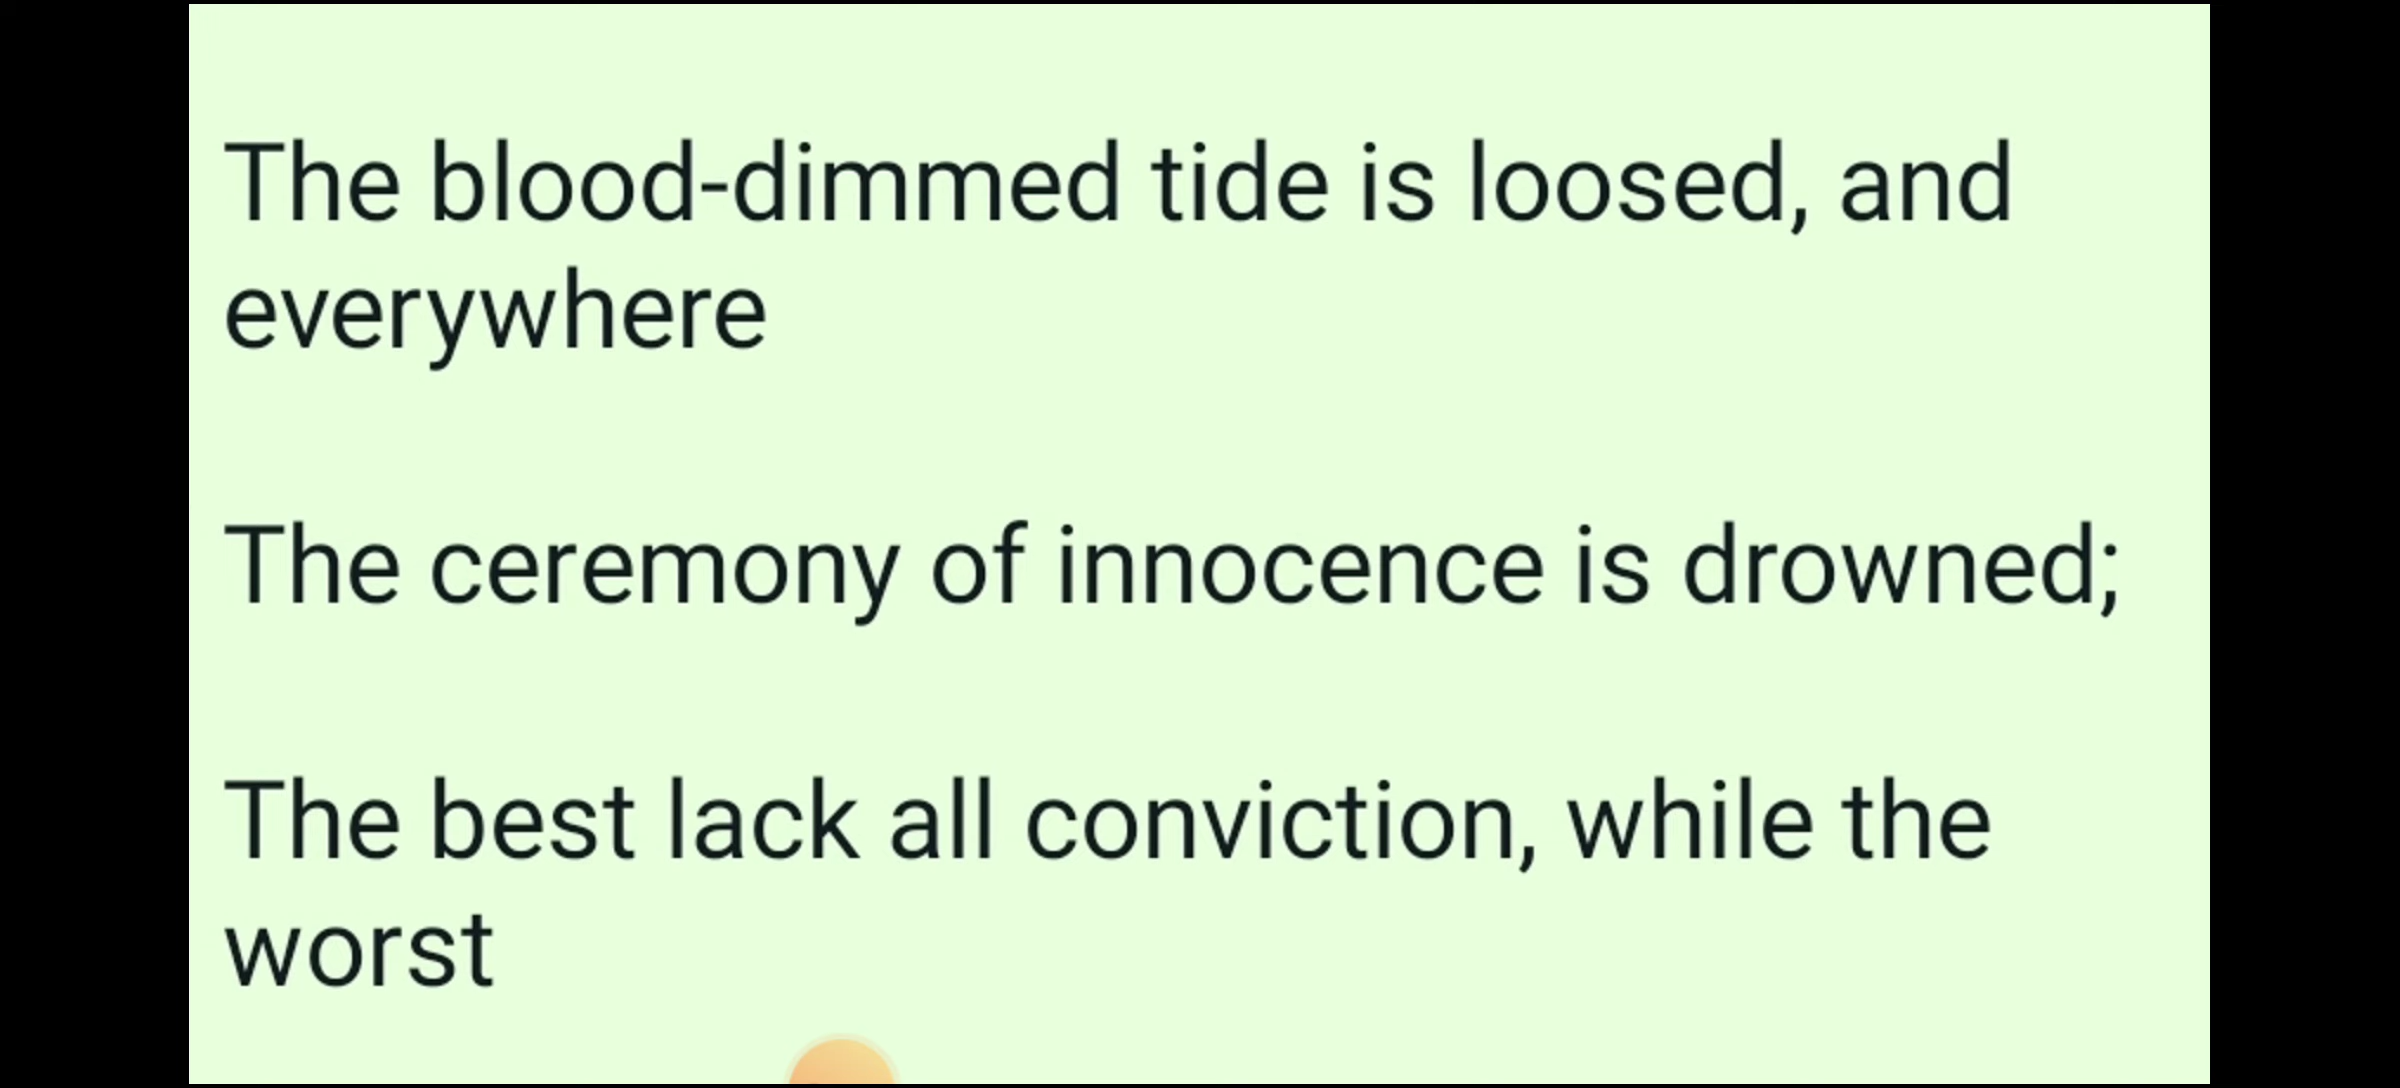 The blood-dimmed tide is loosed, and
everywhere
The ceremony of innocence is drowned;
The best lack all conviction, while the
worst